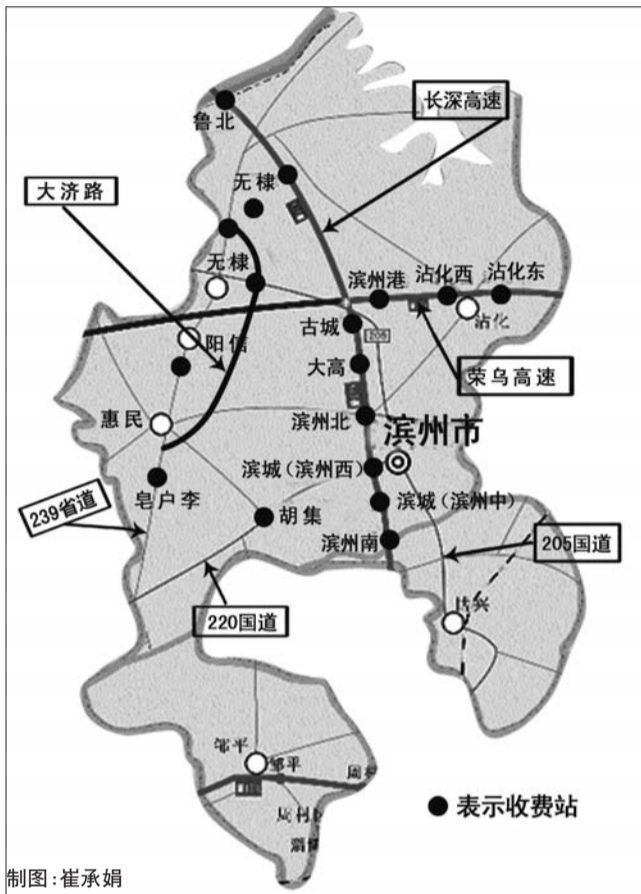 鲁北
长深高速
无棣
大济路
无棣
滨州港
沾化西
沾化东
古城
205
沾化
阳信
大高
荣乌高速
惠民
滨州北
滨州市
滨城(滨州西)
皂户李
胡集
滨城(滨州中)
239省道
滨州南
205国道
220国道
邹平
邹平
周村
表示收费站
制图:崔承娟